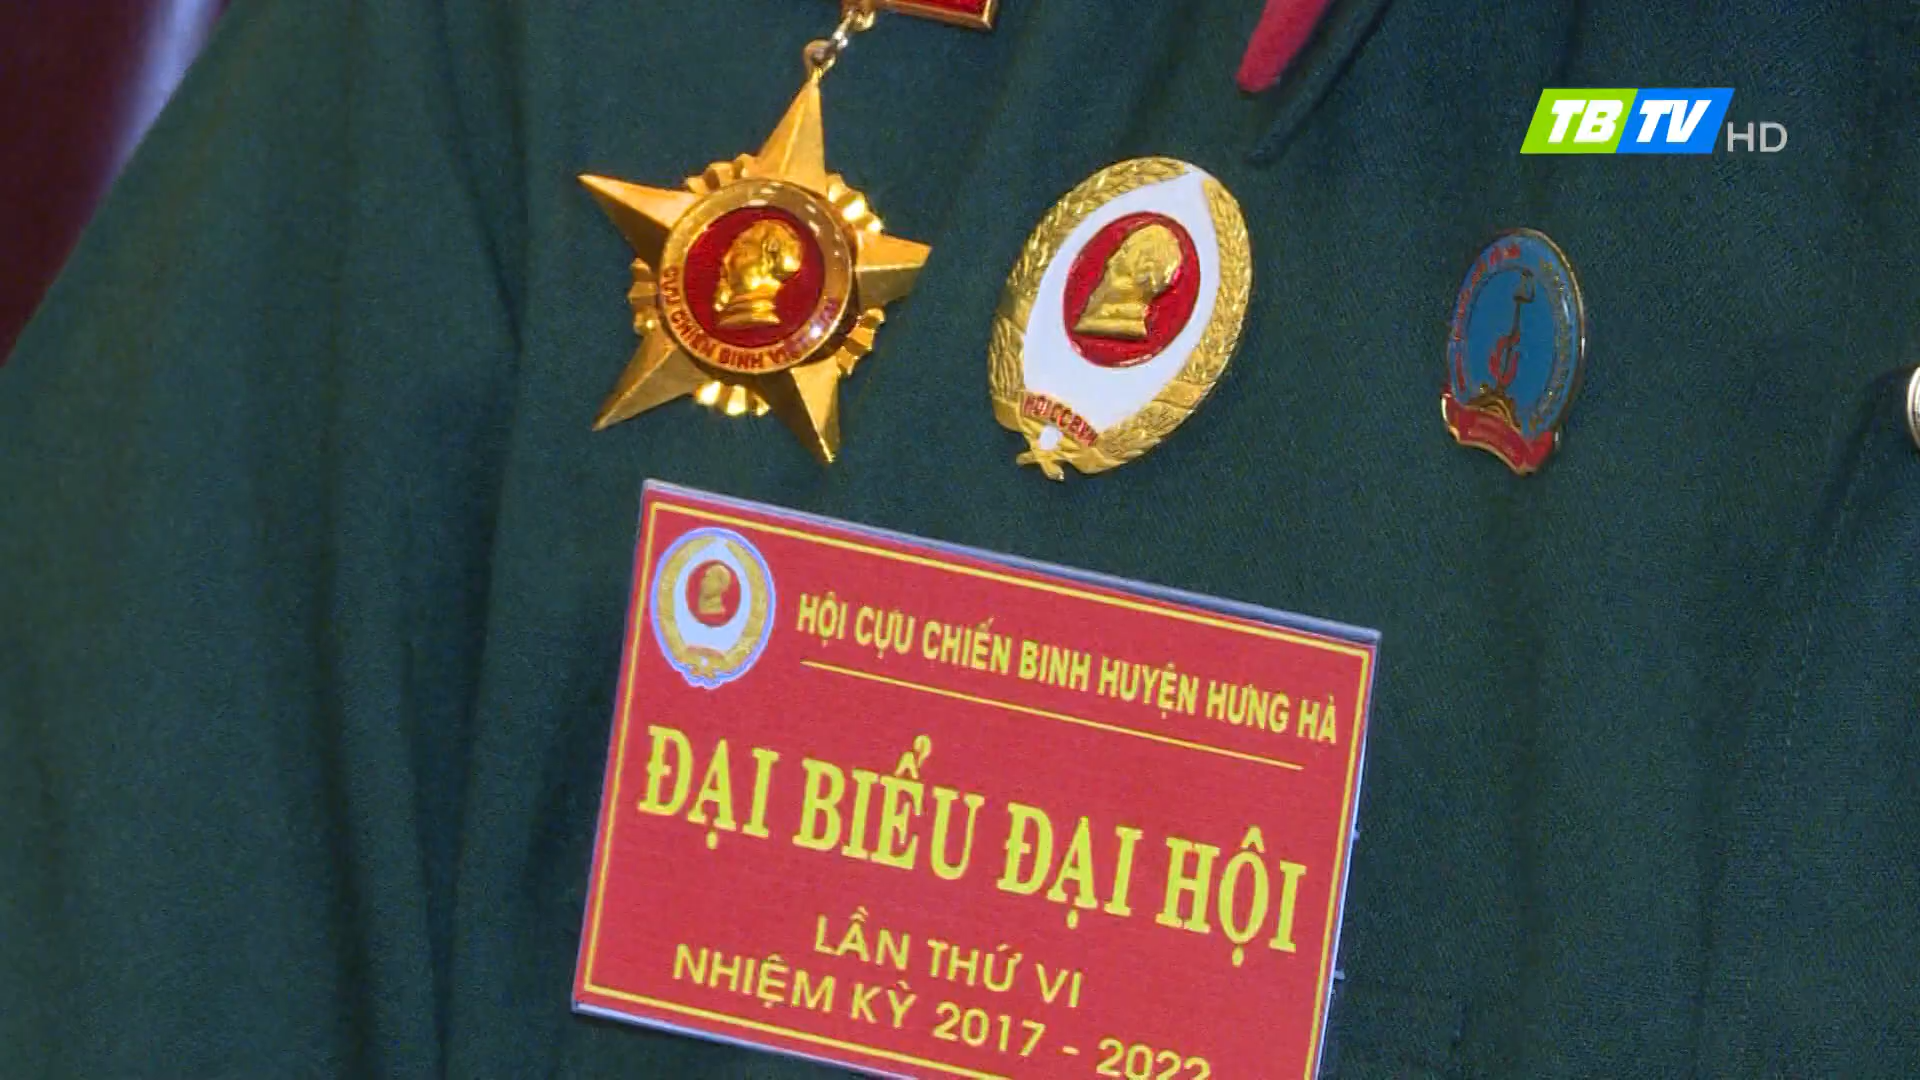 TBTV HD
CỰU CHIẾN BINH VIỆT NAM
HỘI CCBVN
HỘI CỰU CHIẾN BINH HUYỆN HƯNG HÀ
ĐẠI BIỂU ĐẠI HỘI
LẦN THỨ VI
NHIỆM KỲ 2017 - 2022